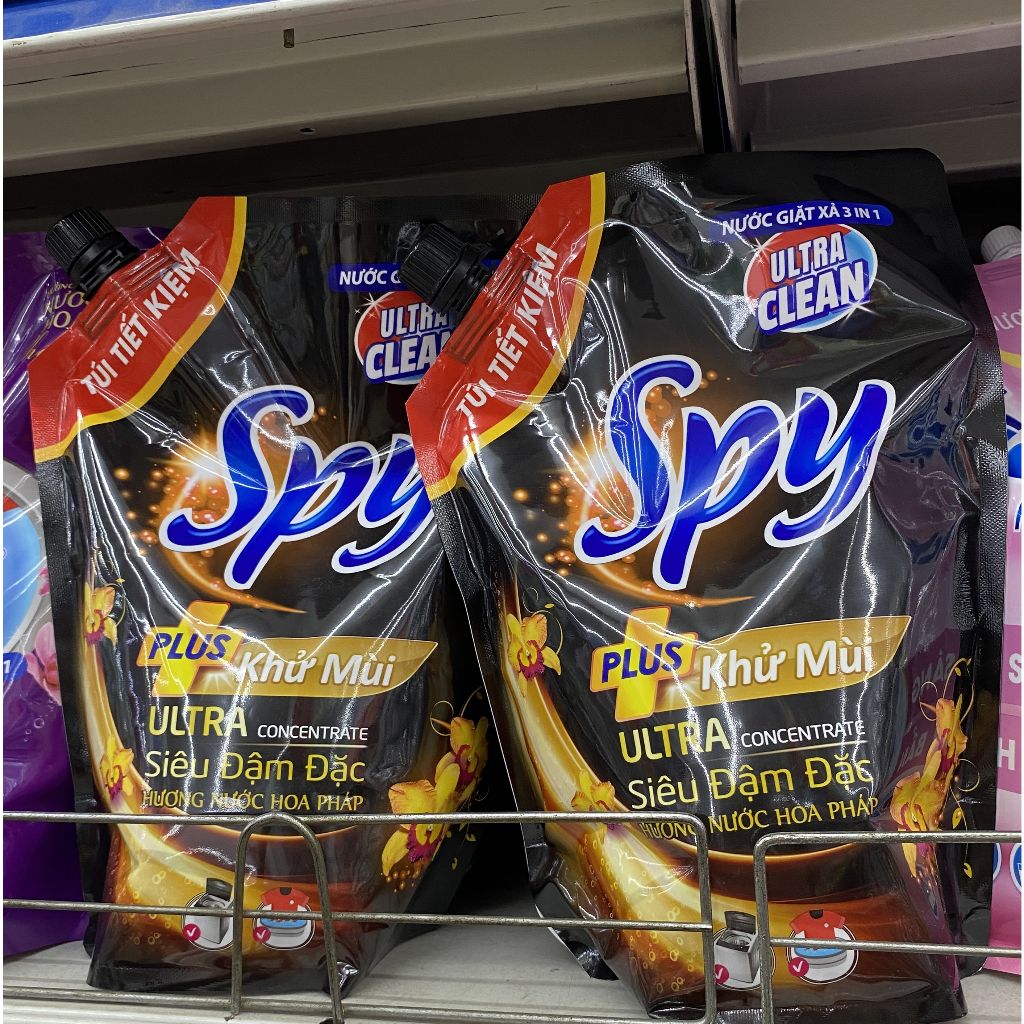 TÚI TIẾT KIỆM
NƯỚC G
ULTRA
CLEAN
Spy
PLUS Khử Mùi
ULTRA CONCENTRATE
Siêu Đậm Đặc
HƯƠNG NƯỚC HOA PHÁP
TÚI TIẾT KIỆM
NƯỚC GIẶT XẢ 3 IN 1
ULTRA
CLEAN
Spy
PLUS Khử Mùi
ULTRA CONCENTRATE
Siêu Đậm Đặc
HƯƠNG NƯỚC HOA PHÁP